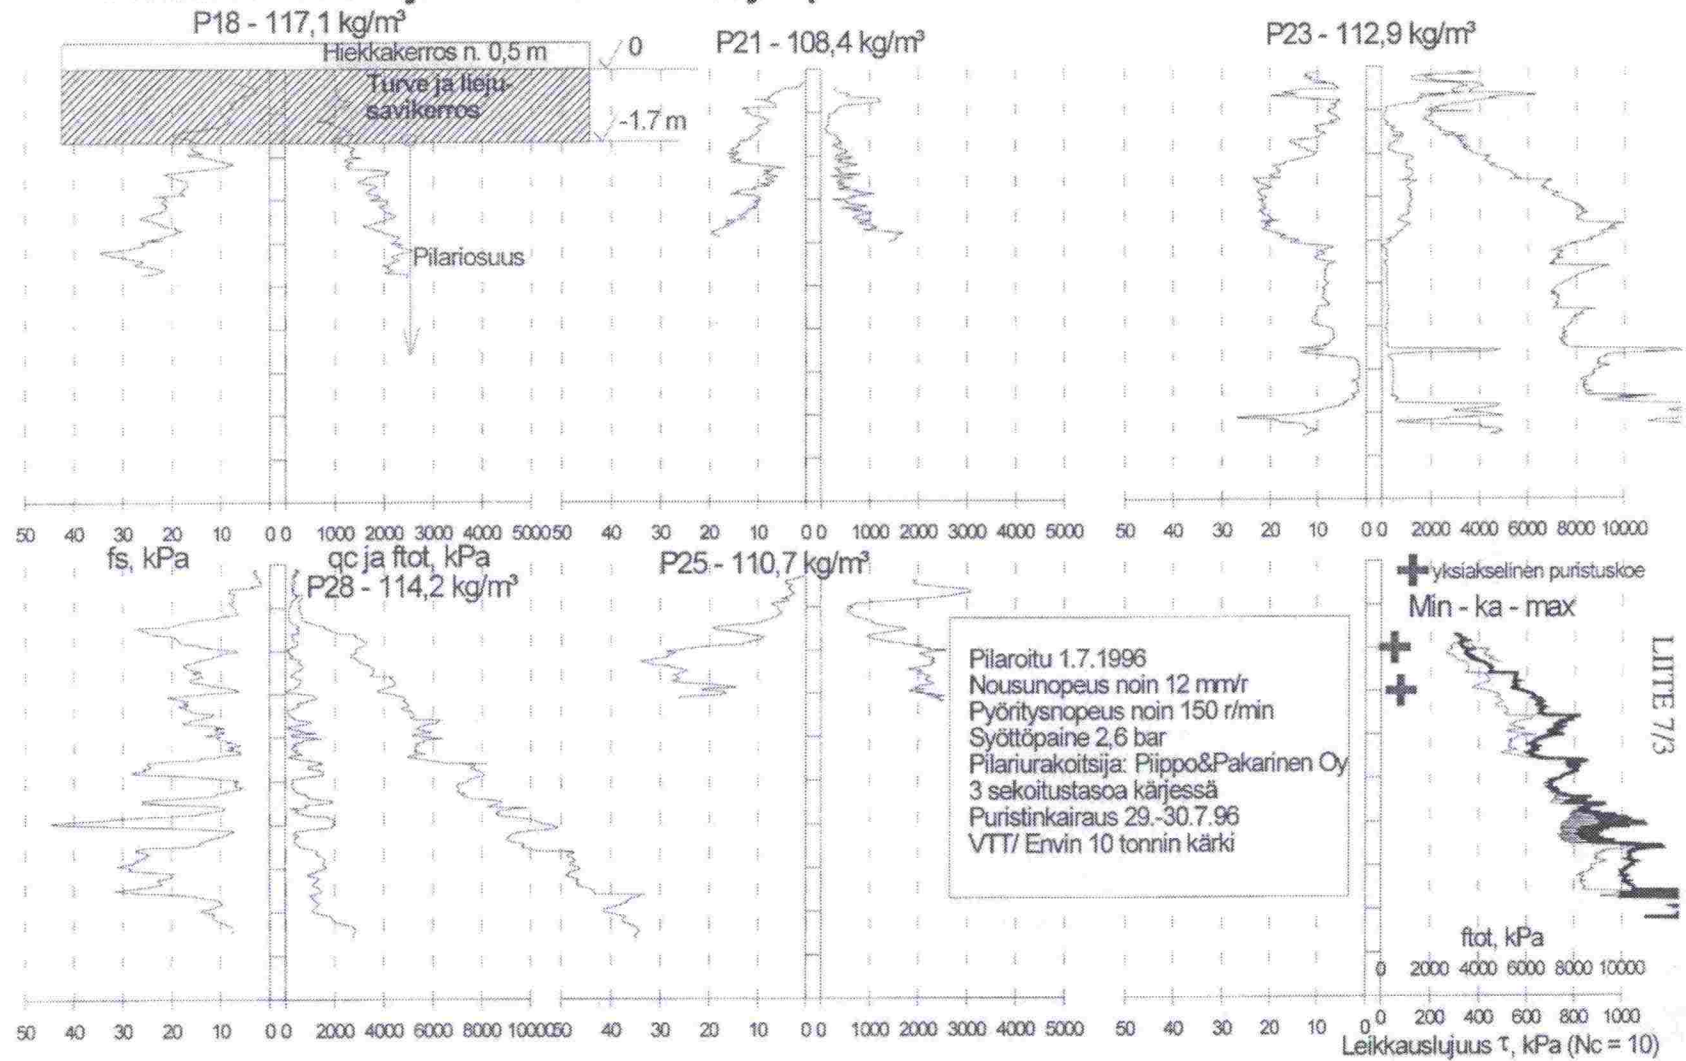 P18 - 117,1 kg/m³
Hiekkakerros n. 0,5 m
0
Turve ja lieju-
savikerros
-1.7 m
Pilariosuus
P21 - 108,4 kg/m³
P23 - 112,9 kg/m³
50 40 30 20 10 0 0 1000 2000 3000 4000 5000
50 40 30 20 10 0 0 1000 2000 3000 4000 5000
50 40 30 20 10 0 0 2000 4000 6000 8000 10000
fs, kPa
qc ja ftot, kPa
P28 - 114,2 kg/m³
P25 - 110,7 kg/m³
yksiakselinen puristuskoe
Min - ka - max
LIITE 7/3
Pilaroitu 1.7.1996
Nousunopeus noin 12 mm/r
Pyöritysnopeus noin 150 r/min
Syöttöpaine 2,6 bar
Pilariurakoitsija: Piippo&Pakarinen Oy
3 sekoitustasoa kärjessä
Puristinkairaus 29.-30.7.96
VTT/ Envin 10 tonnin kärki
ftot, kPa
0 2000 4000 6000 8000 10000
50 40 30 20 10 0 0 2000 4000 6000 8000 10000
50 40 30 20 10 0 0 1000 2000 3000 4000 5000
50 40 30 20 10 0 0 200 400 600 800 1000
Leikkauslujuus τ, kPa (Nc = 10)